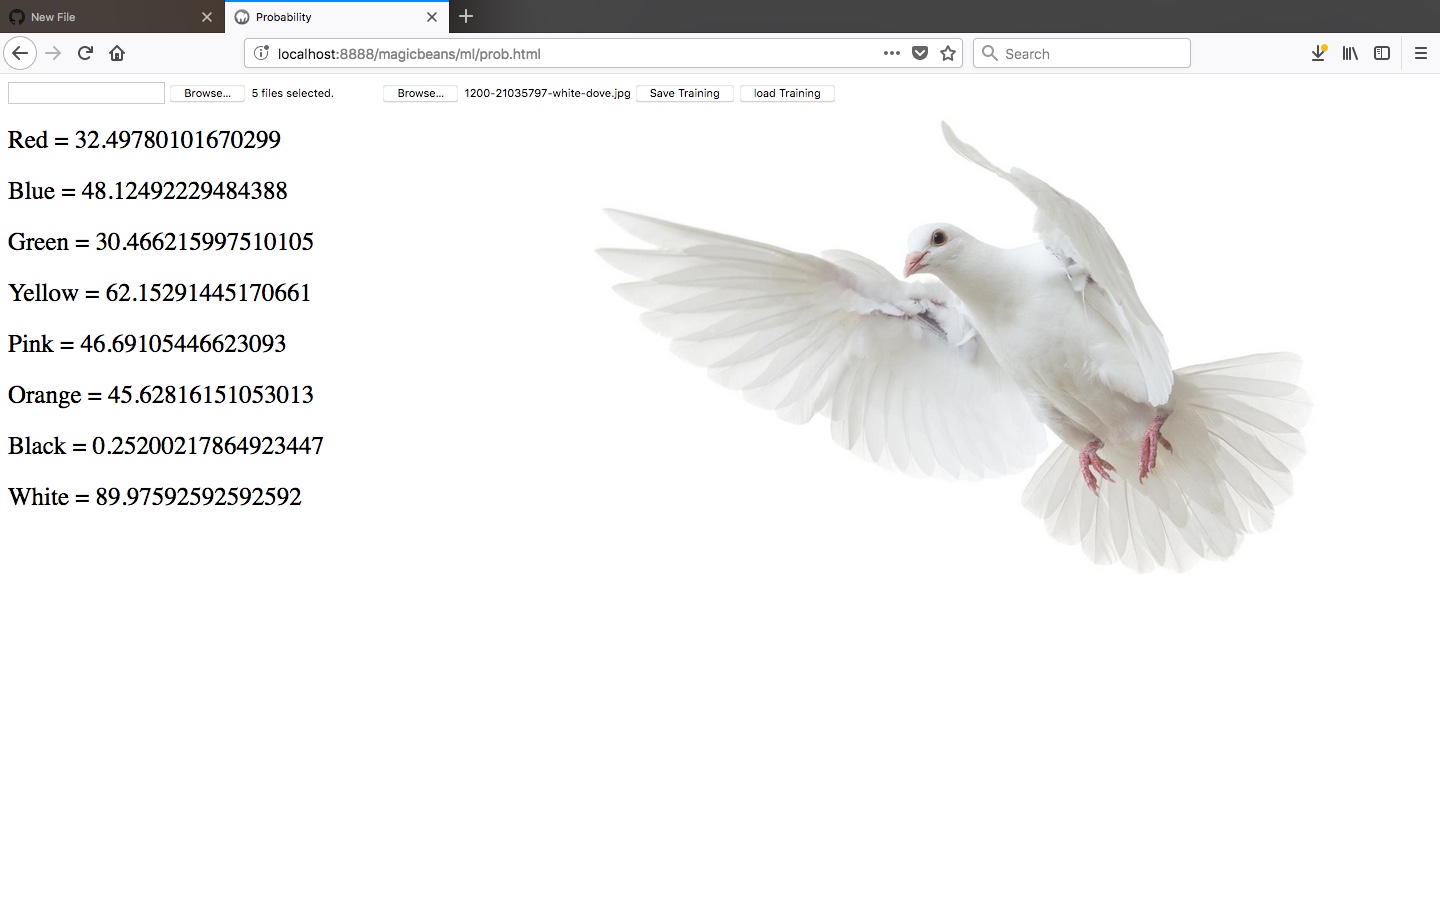 New File
Probability
localhost:8888/magicbeans/ml/prob.html
Search
Browse... 5 files selected. Browse... 1200-21035797-white-dove.jpg Save Training load Training
Red = 32.49780101670299
Blue = 48.12492229484388
Green = 30.466215997510105
Yellow = 62.15291445170661
Pink = 46.69105446623093
Orange = 45.62816151053013
Black = 0.25200217864923447
White = 89.97592592592592